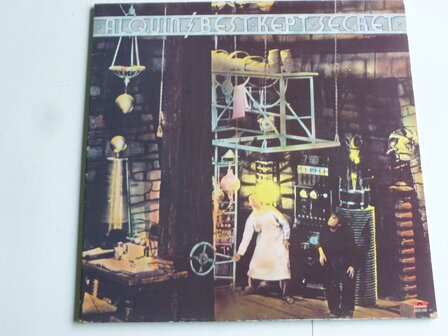 ALQUIN'S BEST KEPT SECRET